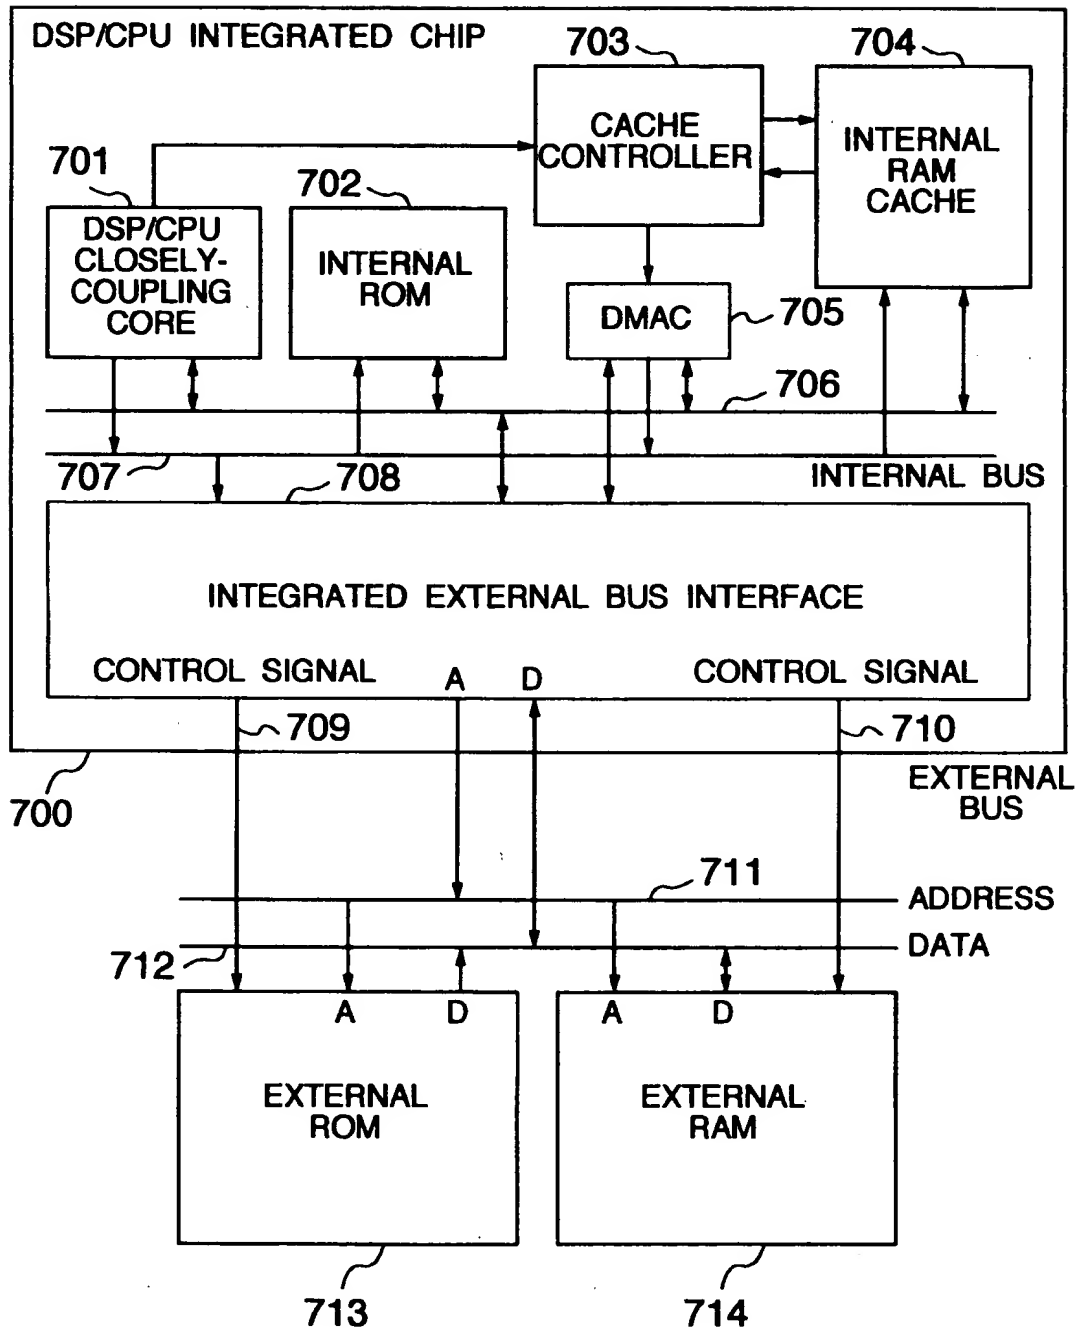 DSP/CPU INTEGRATED CHIP
703
704
CACHE
CONTROLLER
INTERNAL
RAM
CACHE
701
702
DSP/CPU
CLOSELY-
COUPLING
CORE
INTERNAL
ROM
DMAC
705
706
707
708
INTERNAL BUS
INTEGRATED EXTERNAL BUS INTERFACE
CONTROL SIGNAL
A
D
CONTROL SIGNAL
709
710
700
EXTERNAL
BUS
711
ADDRESS
712
DATA
A
D
A
D
EXTERNAL
ROM
EXTERNAL
RAM
713
714